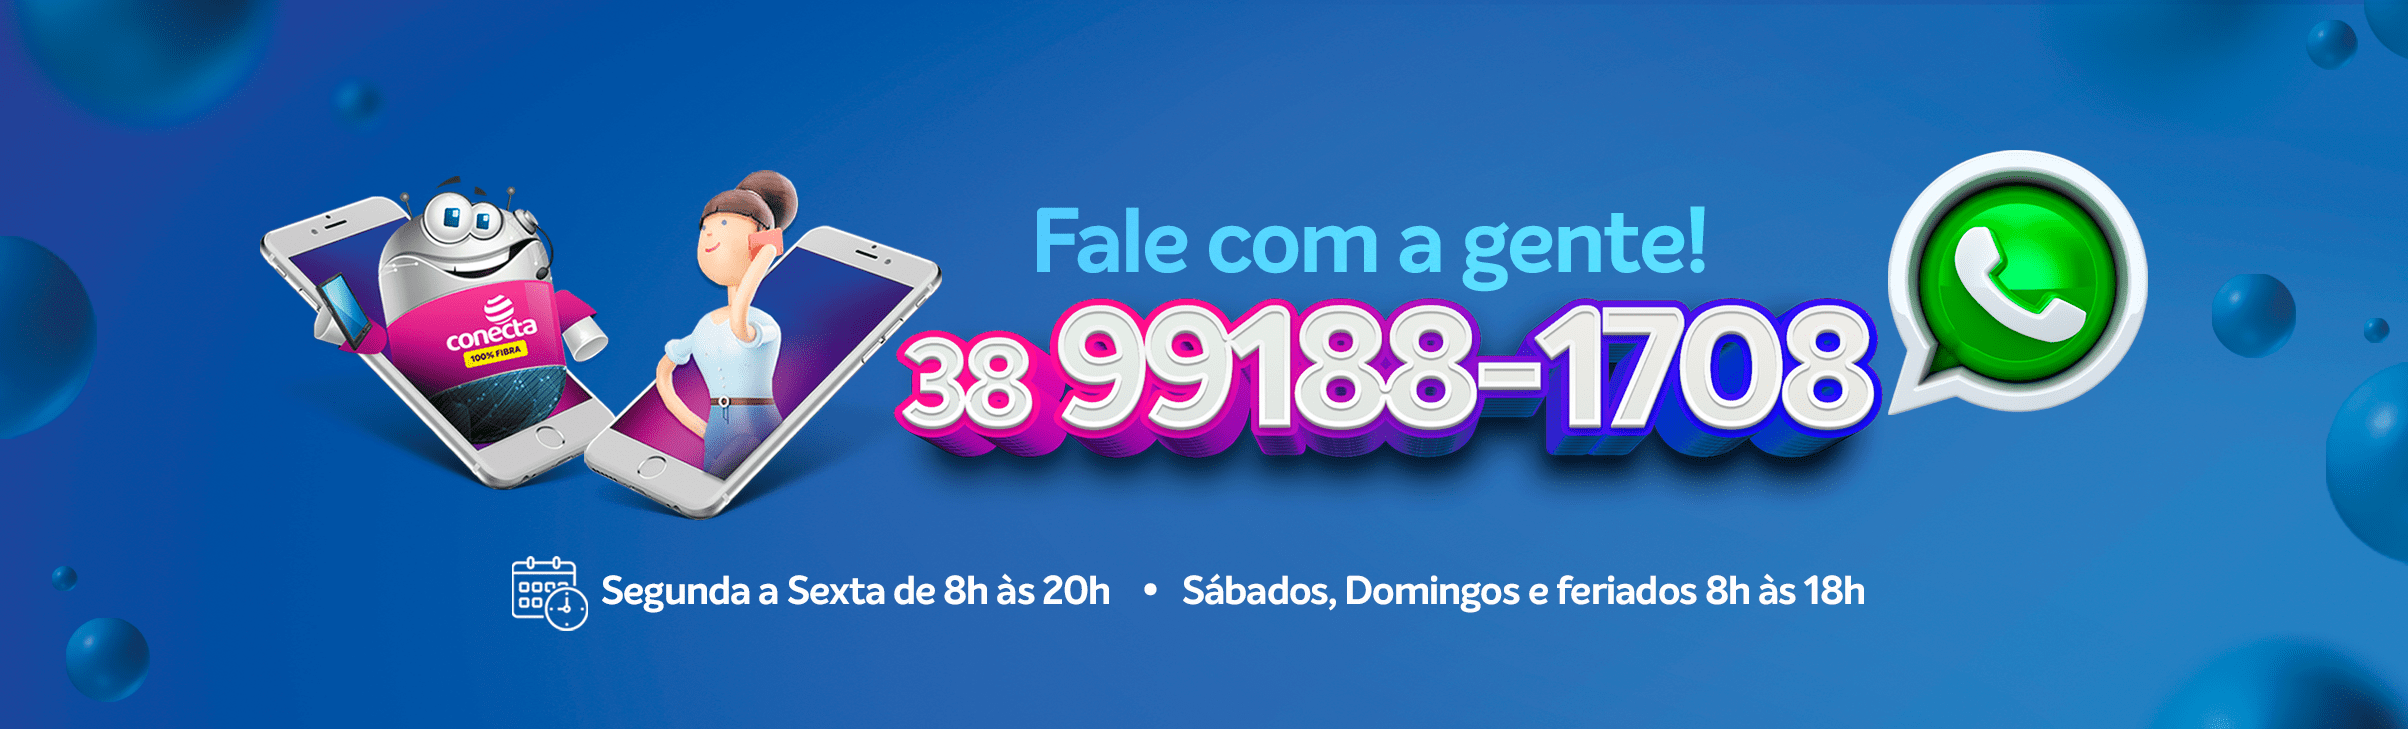 Fale com a gente!
38 99188-1708
conecta
100% FIBRA
Segunda a Sexta de 8h às 20h • Sábados, Domingos e feriados 8h às 18h